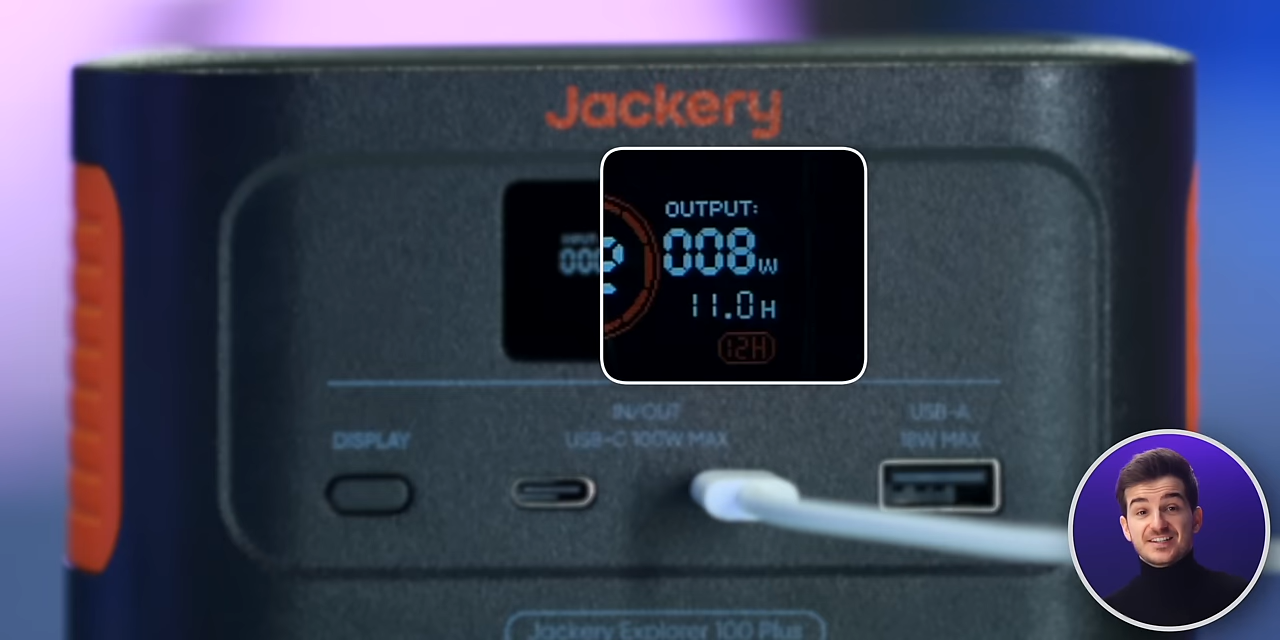 Jackery
OUTPUT:
008W
11.0H
12H
IN/OUT
USB-C 100W MAX
USB-A
18W MAX
DISPLAY
Jackery Explorer 100 Plus